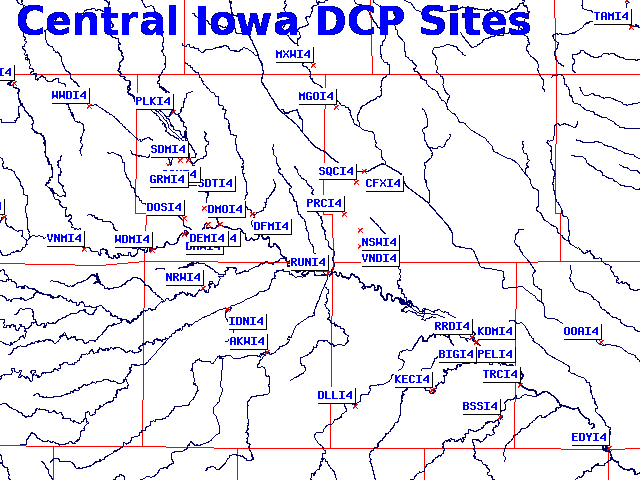 Central Iowa DCP Sites
TAMI4
MXWI4
I4
WWDI4
PLKI4
MGOI4
SDMI4
SQCI4
GRMI4
SDTI4
CFXI4
PRCI4
DOSI4
DMOI4
DFMI4
VNMI4
WDMI4
DEMI4
4
NSWI4
VNDI4
RUNI4
NRWI4
IDNI4
RRDI4
KDMI4
OOAI4
AKWI4
BIGI4
PELI4
KECI4
TRCI4
DLLI4
BSSI4
EDYI4